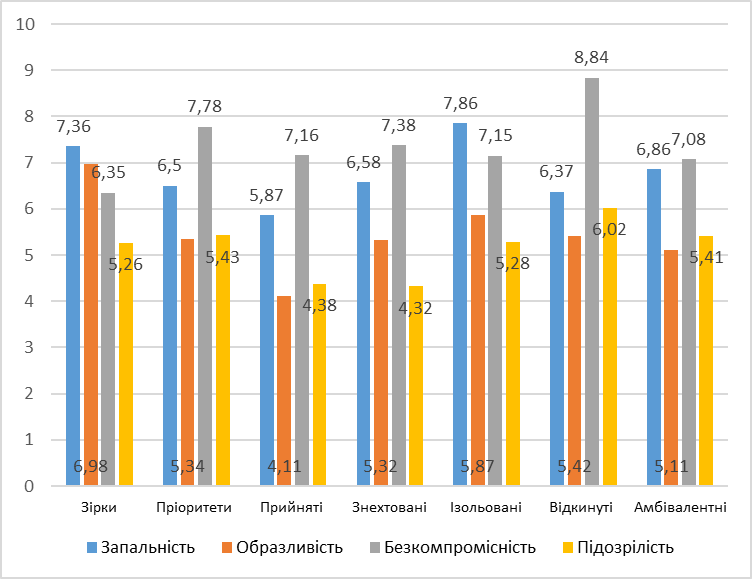 10
9
8
7
6
5
4
3
2
1
0
7,36 6,98 6,35 5,26
6,5 5,34 7,78 5,43
5,87 4,11 7,16 4,38
6,58 5,32 7,38 4,32
7,86 5,87 7,15 5,28
6,37 5,42 8,84 6,02
6,86 5,11 7,08 5,41
Зірки Пріоритети Прийняті Знехтовані Ізольовані Відкинуті Амбівалентні
Запальність Образливість Безкомпромісність Підозрілість